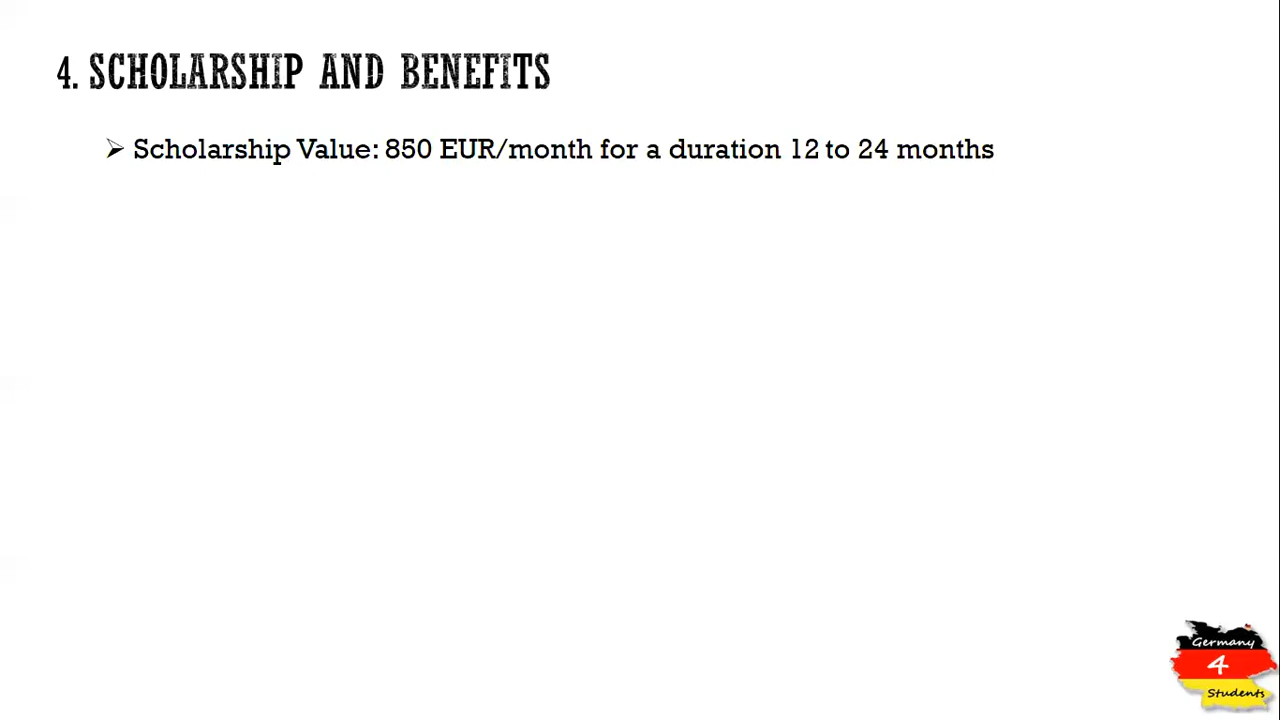 4. SCHOLARSHIP AND BENEFITS
➢ Scholarship Value: 850 EUR/month for a duration 12 to 24 months
Germany
4
Students